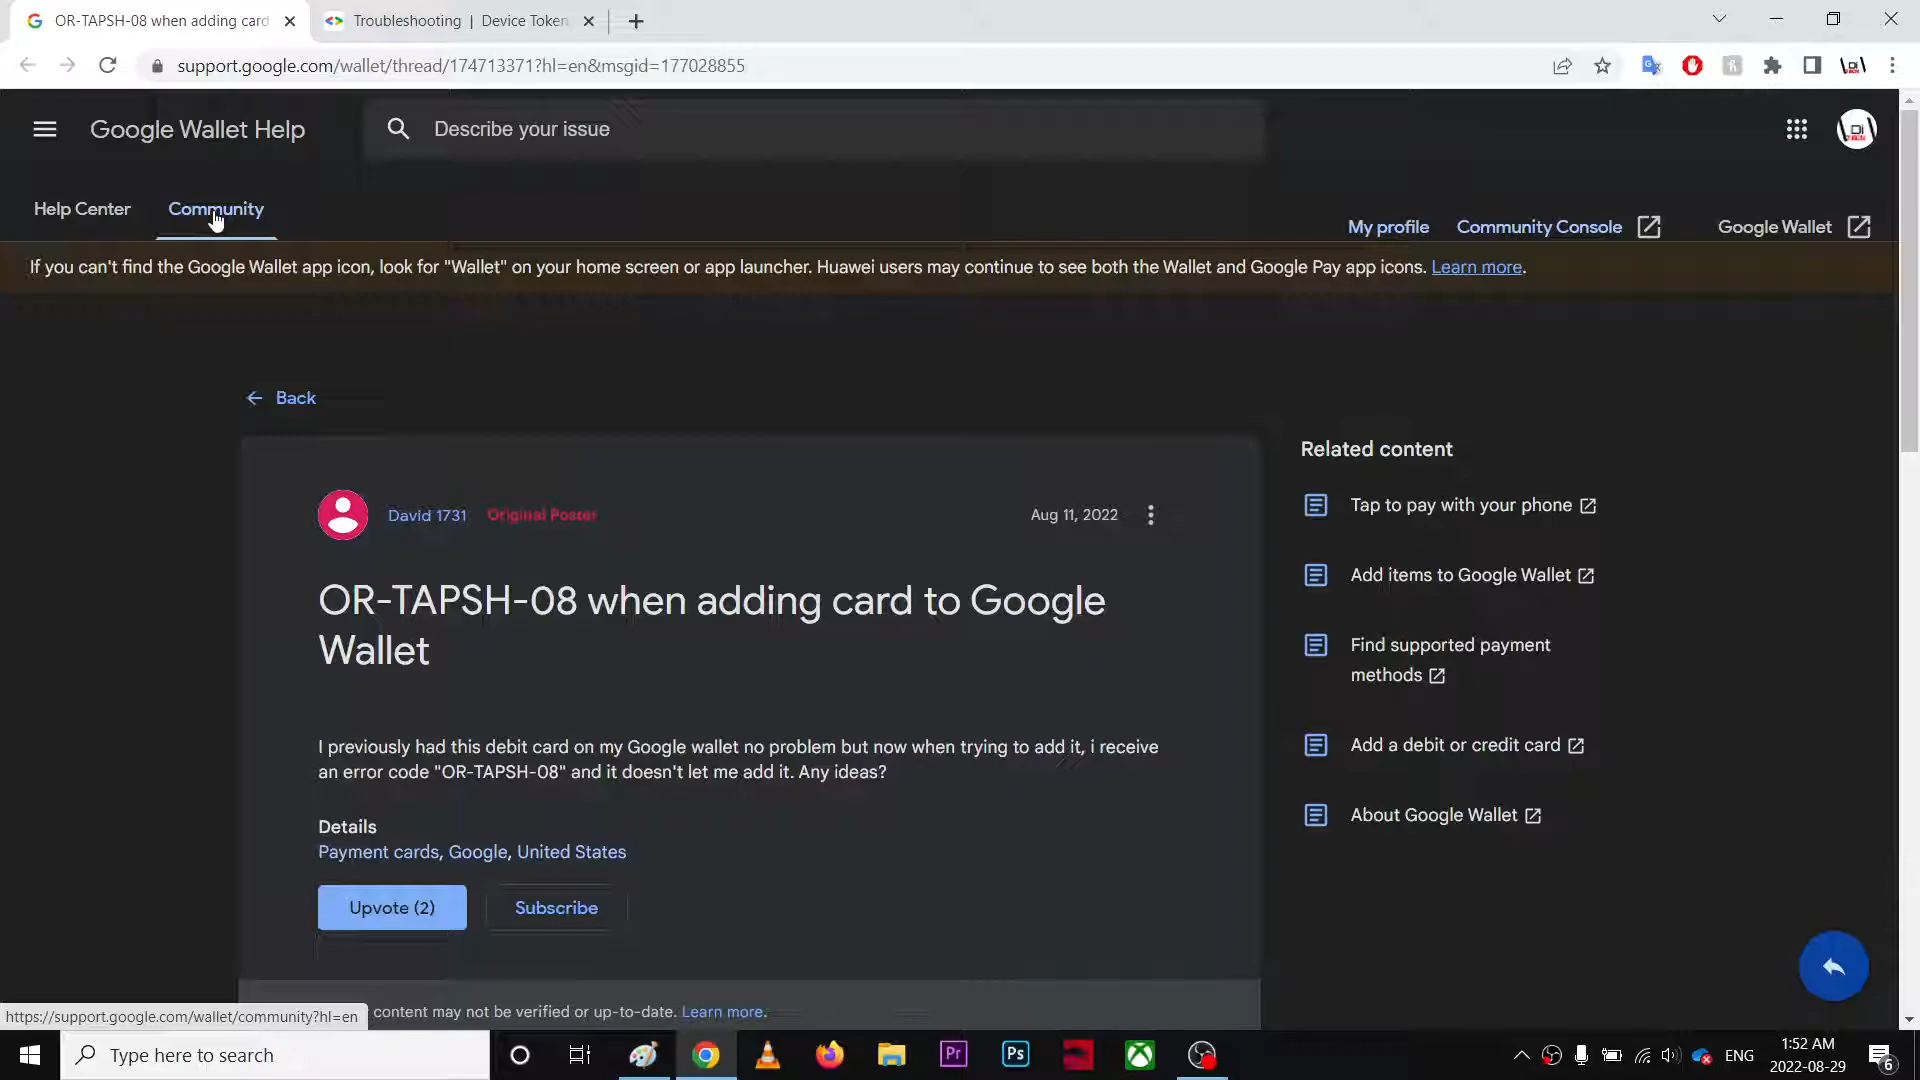 OR-TAPSH-08 when adding card
Troubleshooting | Device Token
support.google.com/wallet/thread/174713371?hl=en&msgid=177028855
Google Wallet Help
Describe your issue
Help Center
Community
My profile
Community Console
Google Wallet
If you can't find the Google Wallet app icon, look for "Wallet" on your home screen or app launcher. Huawei users may continue to see both the Wallet and Google Pay app icons. Learn more.
Back
David 1731
Original Poster
Aug 11, 2022
OR-TAPSH-08 when adding card to Google
Wallet
I previously had this debit card on my Google wallet no problem but now when trying to add it, i receive
an error code "OR-TAPSH-08" and it doesn't let me add it. Any ideas?
Details
Payment cards, Google, United States
Upvote (2)
Subscribe
content may not be verified or up-to-date. Learn more.
Related content
Tap to pay with your phone
Add items to Google Wallet
Find supported payment
methods
Add a debit or credit card
About Google Wallet
https://support.google.com/wallet/community?hl=en
Type here to search
Pr
Ps
ENG
1:52 AM
2022-08-29
6